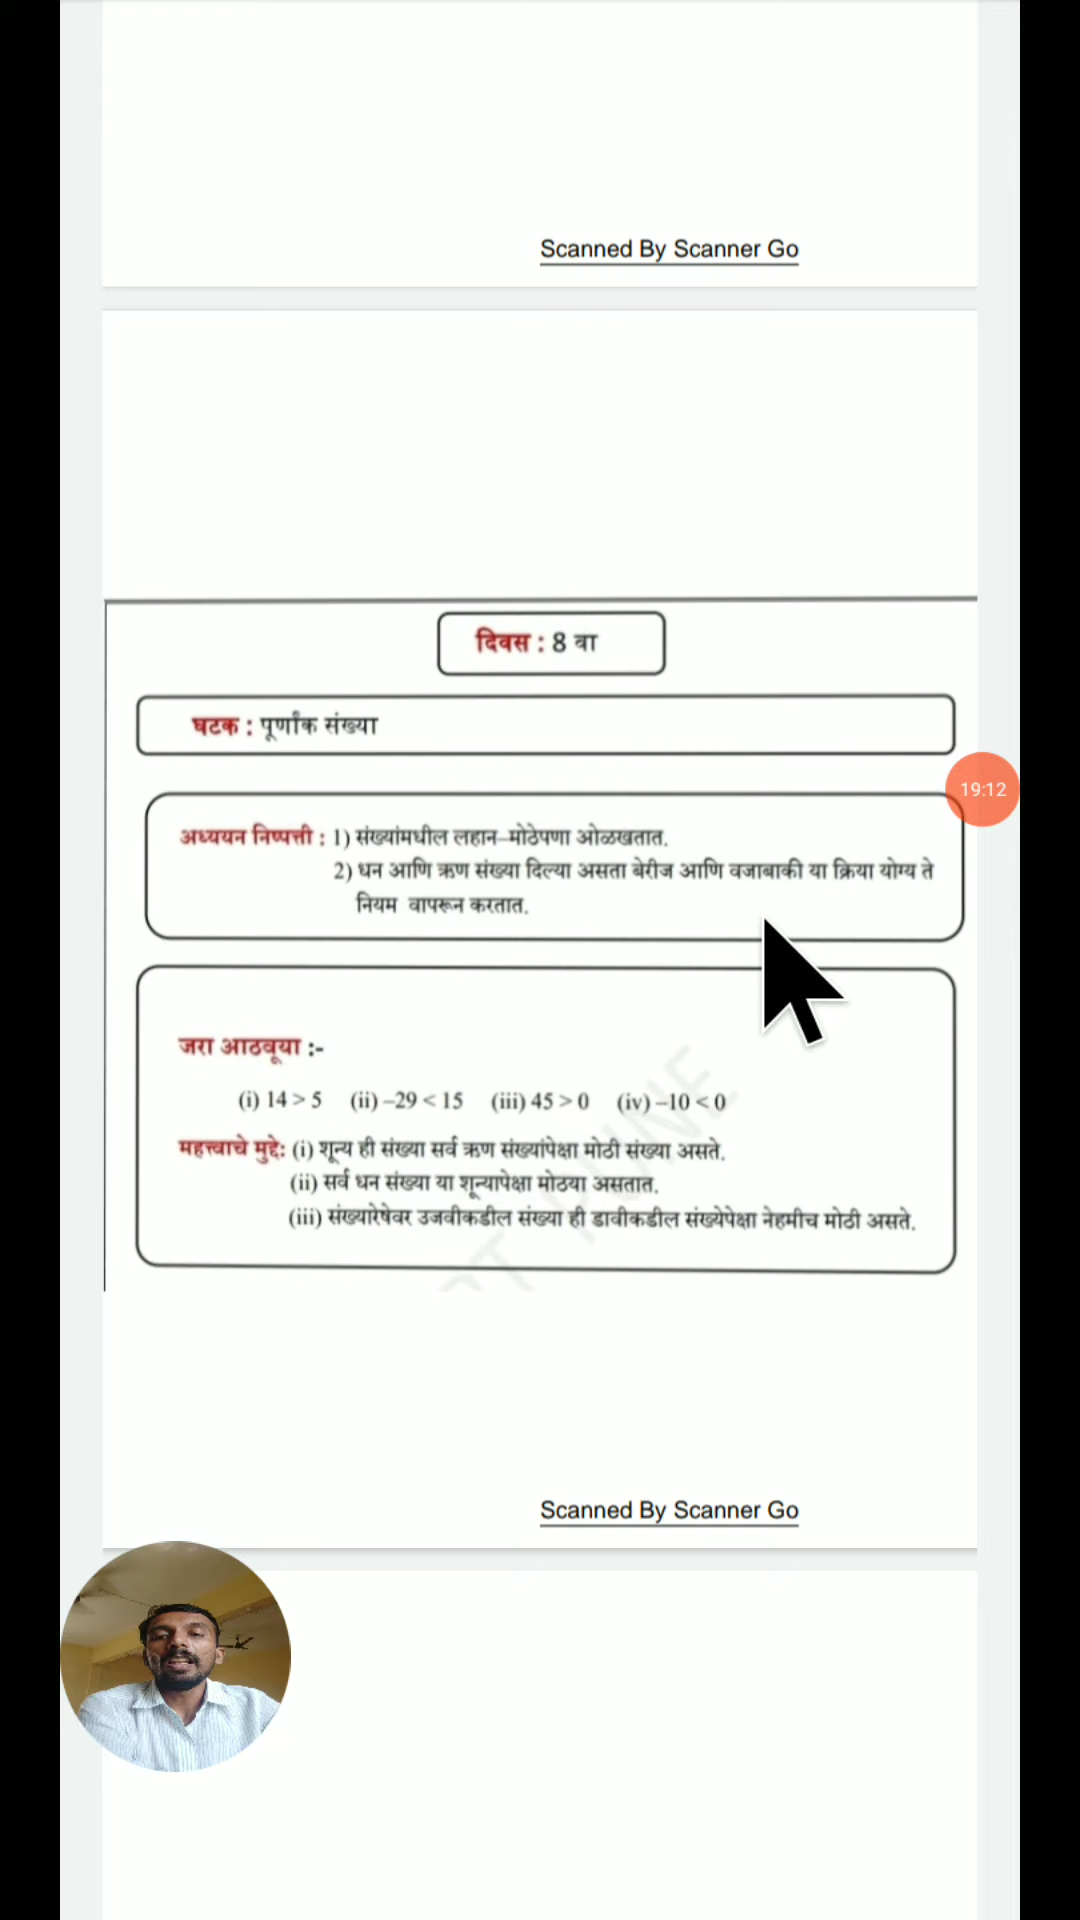 Scanned By Scanner Go
दिवस : 8 वा
घटक : पूर्णांक संख्या
19:12
अध्ययन निष्पत्ती : 1) संख्यांमधील लहान-मोठेपणा ओळखतात.
2) धन आणि ऋण संख्या दिल्या असता बेरीज आणि वजाबाकी या क्रिया योग्य ते
नियम वापरून करतात.
जरा आठवूया :-
(i) 14 > 5 (ii) –29 < 15 (iii) 45 > 0 (iv) –10 < 0
महत्त्वाचे मुद्दे: (i) शून्य ही संख्या सर्व ऋण संख्यांपेक्षा मोठी संख्या असते.
(ii) सर्व धन संख्या या शून्यापेक्षा मोठया असतात.
(iii) संख्यारेषेवर उजवीकडील संख्या ही डावीकडील संख्येपेक्षा नेहमीच मोठी असते.
PUNE
Scanned By Scanner Go